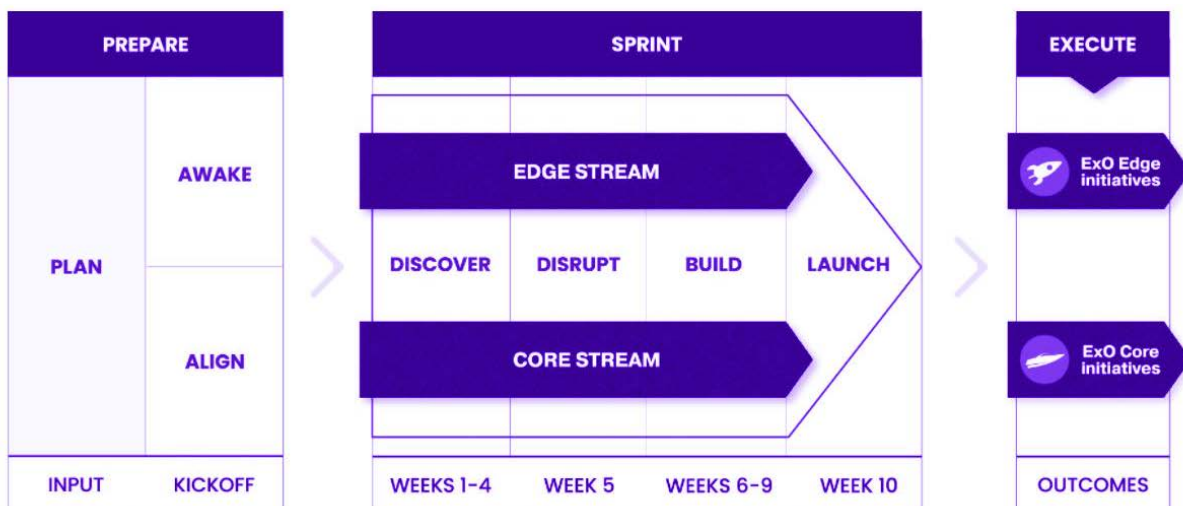 PREPARE
SPRINT
EXECUTE
PLAN
AWAKE
ALIGN
EDGE STREAM
DISCOVER
DISRUPT
BUILD
LAUNCH
CORE STREAM
ExO Edge
initiatives
ExO Core
initiatives
INPUT
KICKOFF
WEEKS 1-4
WEEK 5
WEEKS 6-9
WEEK 10
OUTCOMES